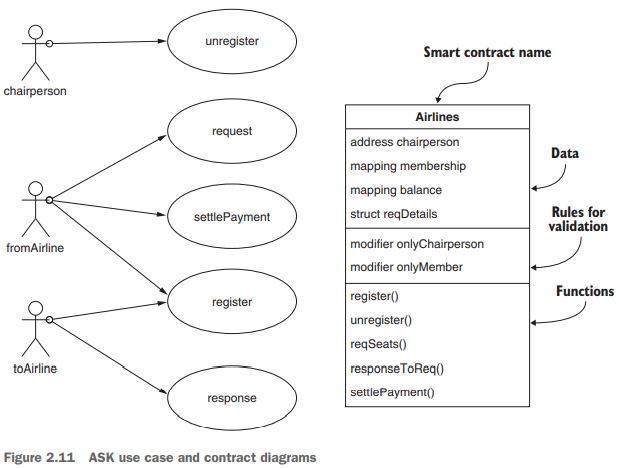 chairperson
unregister
fromAirline
request
settlePayment
register
toAirline
response
Smart contract name
Airlines
address chairperson
mapping membership
mapping balance
struct reqDetails
Data
modifier onlyChairperson
modifier onlyMember
Rules for
validation
register()
unregister()
reqSeats()
responseToReq()
settlePayment()
Functions
Figure 2.11 ASK use case and contract diagrams